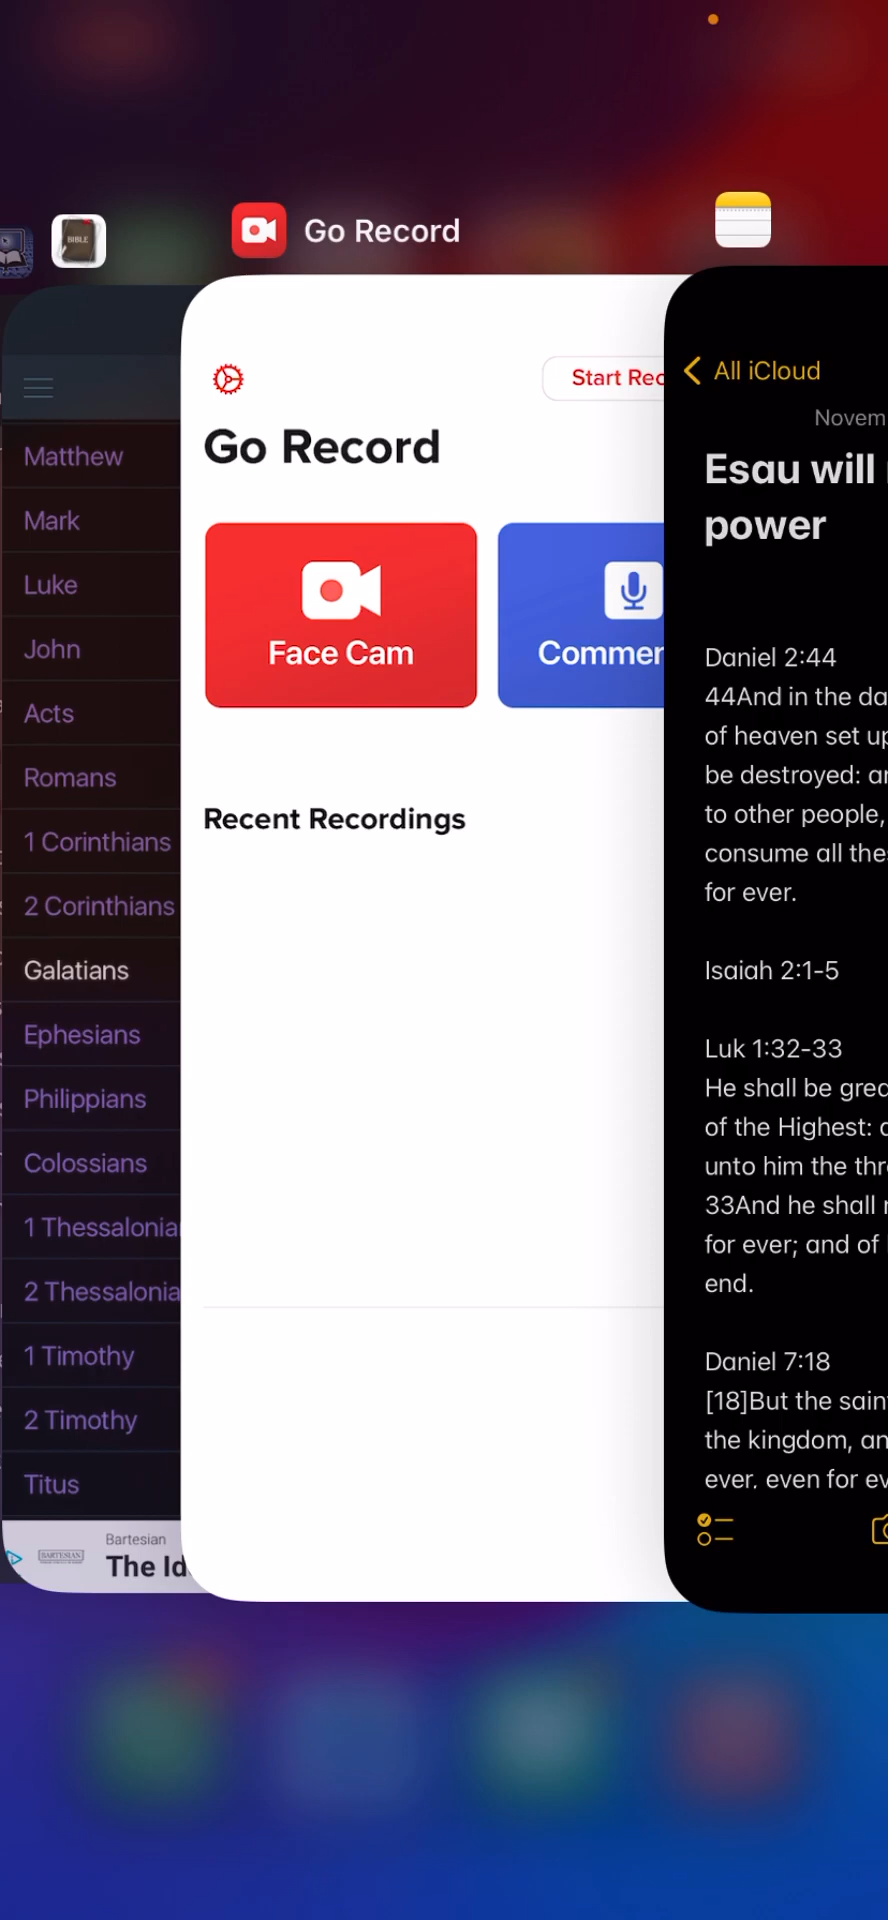 BIBLE
Go Record
Matthew
Mark
Luke
John
Acts
Romans
1 Corinthians
2 Corinthians
Galatians
Ephesians
Philippians
Colossians
1 Thessalonia
2 Thessalonia
1 Timothy
2 Timothy
Titus
Bartesian
BARTESIAN
The Id
Start Rec
Go Record
Face Cam
Commen
Recent Recordings
All iCloud
Novem
Esau will
power
Daniel 2:44
44And in the da
of heaven set up
be destroyed: a
to other people,
consume all thes
for ever.
Isaiah 2:1-5
Luk 1:32-33
He shall be grea
of the Highest:
unto him the thr
33And he shall
for ever; and of
end.
Daniel 7:18
[18]But the sain
the kingdom, an
ever, even for ev